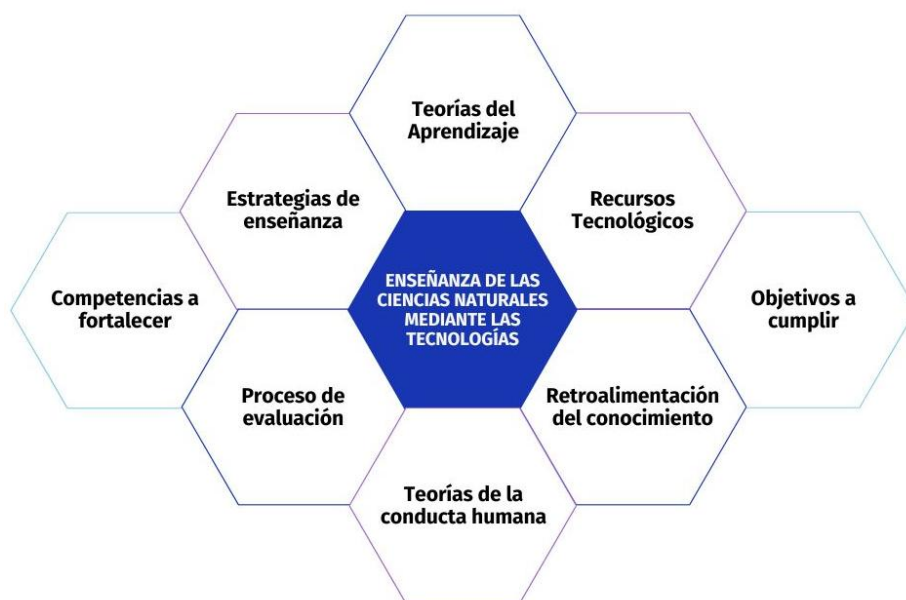 Teorías del
Aprendizaje
Estrategias de
enseñanza
Recursos
Tecnológicos
Competencias a
fortalecer
ENSEÑANZA DE LAS
CIENCIAS NATURALES
MEDIANTE LAS
TECNOLOGÍAS
Objetivos a
cumplir
Proceso de
evaluación
Retroalimentación
del conocimiento
Teorías de la
conducta humana